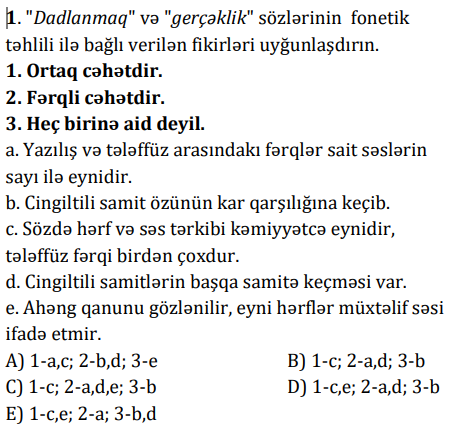 1. "Dadlanmaq" və "gerçəklik" sözlərinin fonetik
təhlili ilə bağlı verilən fikirləri uyğunlaşdırın.
1. Ortaq cəhətdir.
2. Fərqli cəhətdir.
3. Heç birinə aid deyil.
a. Yazılış və tələffüz arasındakı fərqlər sait səslərin
sayı ilə eynidir.
b. Cingiltili samit özünün kar qarşılığına keçib.
c. Sözdə hərf və səs tərkibi kəmiyyətcə eynidir,
tələffüz fərqi birdən çoxdur.
d. Cingiltili samitlərin başqa samitə keçməsi var.
e. Ahəng qanunu gözlənilir, eyni hərflər müxtəlif səsi
ifadə etmir.
A) 1-a,c; 2-b,d; 3-e B) 1-c; 2-a,d; 3-b
C) 1-c; 2-a,d,e; 3-b D) 1-c,e; 2-a,d; 3-b
E) 1-c,e; 2-a; 3-b,d